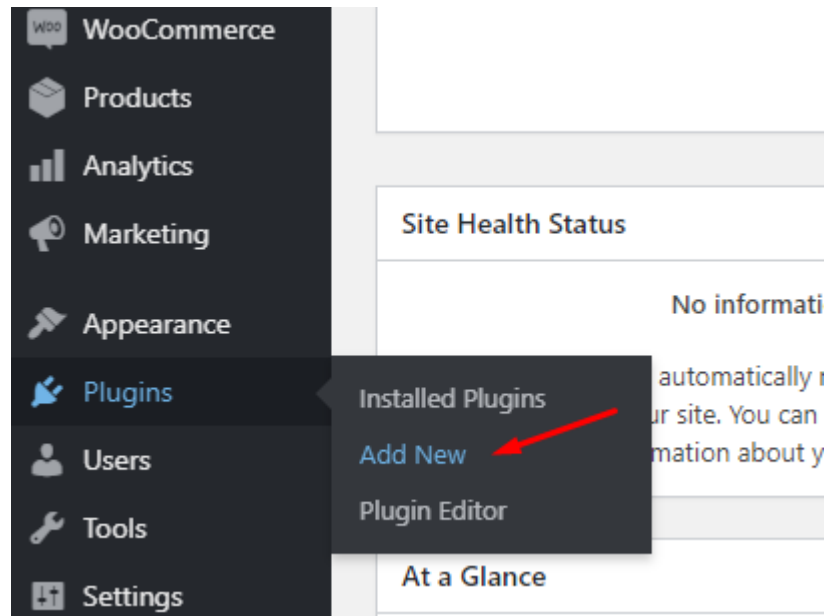 Woo
WooCommerce
Products
Analytics
Marketing
Appearance
Plugins
Users
Tools
Settings
Installed Plugins
Add New
Plugin Editor
Site Health Status
No informati
automatically
ur site. You can
mation about y
At a Glance